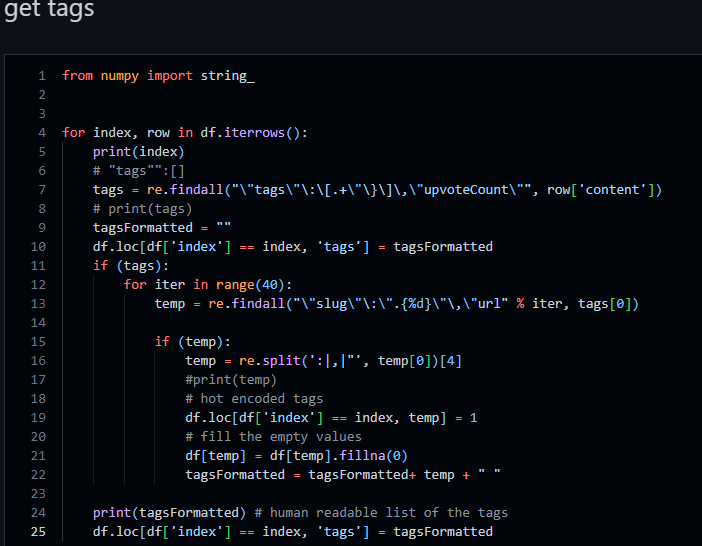 get tags
1 from numpy import string_
2
3
4 for index, row in df.iterrows():
5     print(index)
6     # "tags"":[]
7     tags = re.findall("\"tags\"\:\[.+\"\}\]\,\"upvoteCount\"", row['content'])
8     # print(tags)
9     tagsFormatted = ""
10     df.loc[df['index'] == index, 'tags'] = tagsFormatted
11     if (tags):
12         for iter in range(40):
13             temp = re.findall("\"slug\"\:\".{%d}\"\,\"url" % iter, tags[0])
14
15             if (temp):
16                 temp = re.split(':|,|"', temp[0])[4]
17                 #print(temp)
18                 # hot encoded tags
19                 df.loc[df['index'] == index, temp] = 1
20                 # fill the empty values
21                 df[temp] = df[temp].fillna(0)
22                 tagsFormatted = tagsFormatted+ temp + " "
23
24     print(tagsFormatted) # human readable list of the tags
25     df.loc[df['index'] == index, 'tags'] = tagsFormatted